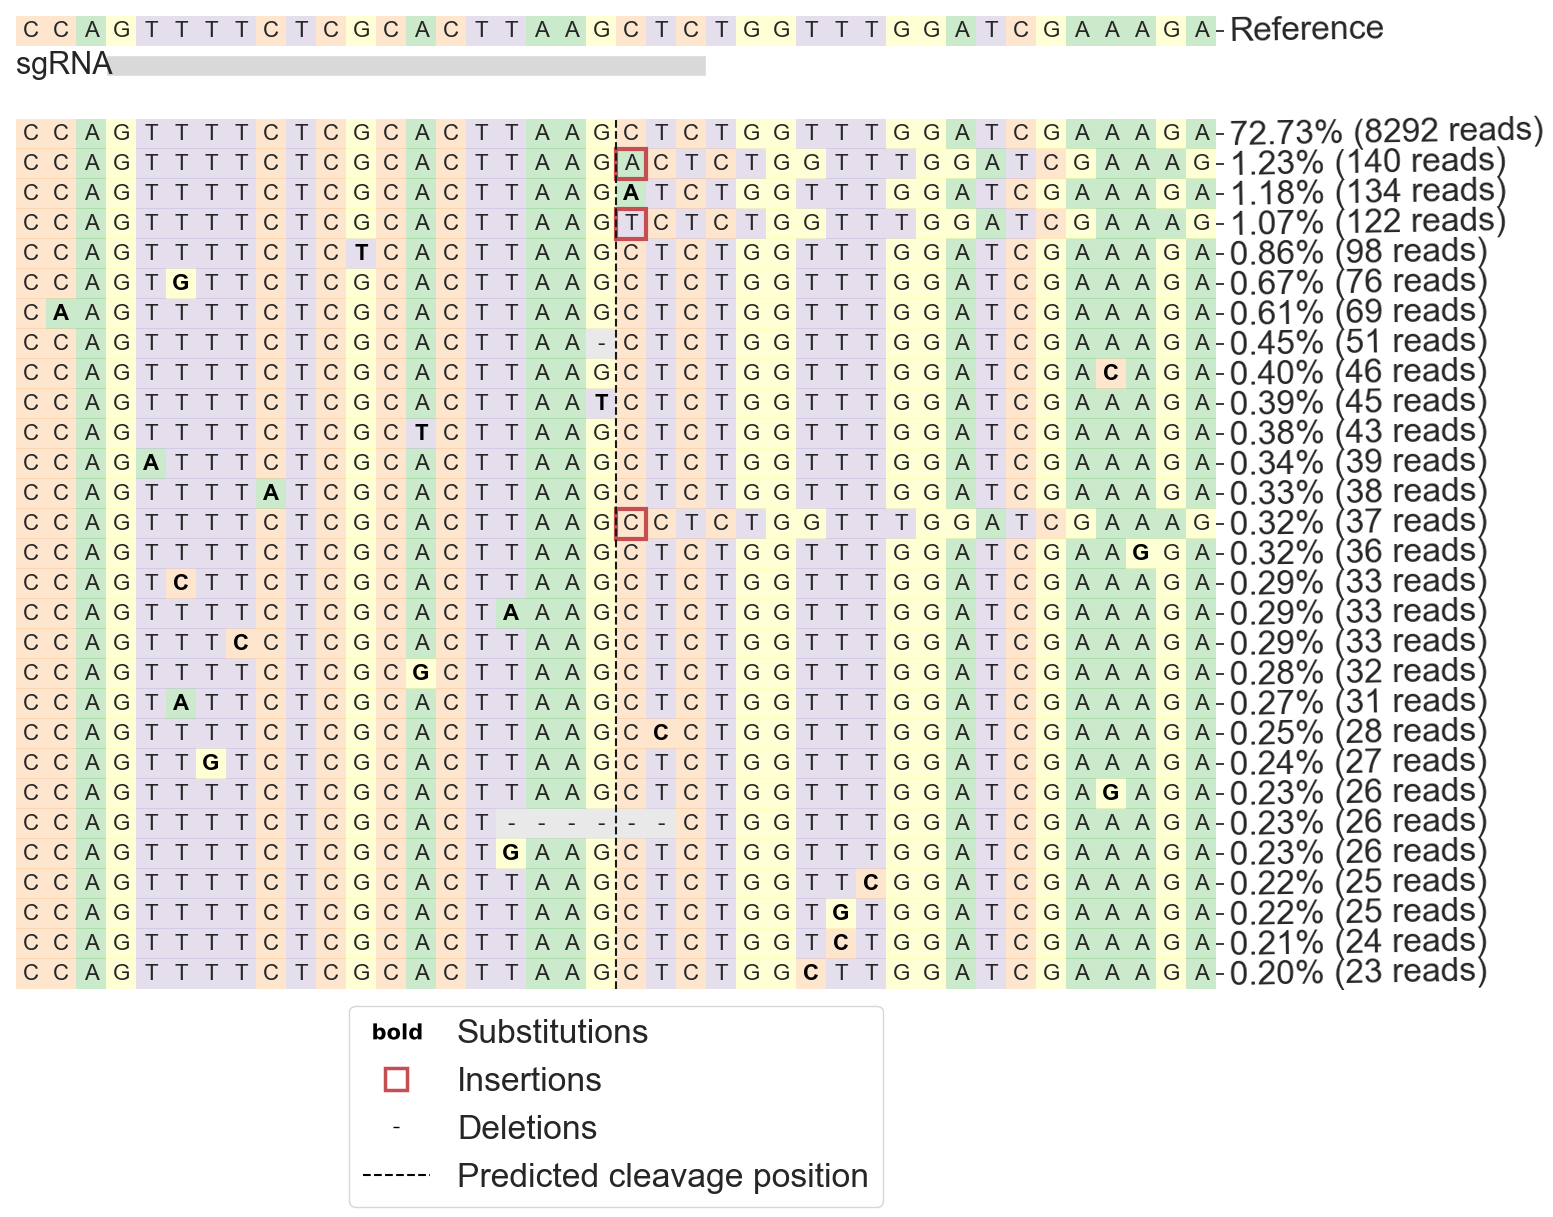 C C A G T T T T C T C G C A C T T A A G C T C T G G T T T G G A T C G A A A G A Reference
sgRNA
C C A G T T T T C T C G C A C T T A A G C T C T G G T T T G G A T C G A A A G A 72.73% (8292 reads)
C C A G T T T T C T C G C A C T T A A G A C T C T G G T T T G G A T C G A A A G 1.23% (140 reads)
C C A G T T T T C T C G C A C T T A A G A T C T G G T T T G G A T C G A A A G A 1.18% (134 reads)
C C A G T T T T C T C G C A C T T A A G T C T C T G G T T T G G A T C G A A A G 1.07% (122 reads)
C C A G T T T T C T C T C A C T T A A G C T C T G G T T T G G A T C G A A A G A 0.86% (98 reads)
C C A G T G T T C T C G C A C T T A A G C T C T G G T T T G G A T C G A A A G A 0.67% (76 reads)
C A A G T T T T C T C G C A C T T A A G C T C T G G T T T G G A T C G A A A G A 0.61% (69 reads)
C C A G T T T T C T C G C A C T T A A - C T C T G G T T T G G A T C G A A A G A 0.45% (51 reads)
C C A G T T T T C T C G C A C T T A A G C T C T G G T T T G G A T C G A C A G A 0.40% (46 reads)
C C A G T T T T C T C G C A C T T A A T C T C T G G T T T G G A T C G A A A G A 0.39% (45 reads)
C C A G T T T T C T C G C T C T T A A G C T C T G G T T T G G A T C G A A A G A 0.38% (43 reads)
C C A G A T T T C T C G C A C T T A A G C T C T G G T T T G G A T C G A A A G A 0.34% (39 reads)
C C A G T T T T A T C G C A C T T A A G C T C T G G T T T G G A T C G A A A G A 0.33% (38 reads)
C C A G T T T T C T C G C A C T T A A G C C T C T G G T T T G G A T C G A A A G 0.32% (37 reads)
C C A G T T T T C T C G C A C T T A A G C T C T G G T T T G G A T C G A A G G A 0.32% (36 reads)
C C A G T C T T C T C G C A C T T A A G C T C T G G T T T G G A T C G A A A G A 0.29% (33 reads)
C C A G T T T T C T C G C A C T A A A G C T C T G G T T T G G A T C G A A A G A 0.29% (33 reads)
C C A G T T T C C T C G C A C T T A A G C T C T G G T T T G G A T C G A A A G A 0.29% (33 reads)
C C A G T T T T C T C G C G C T T A A G C T C T G G T T T G G A T C G A A A G A 0.28% (32 reads)
C C A G T A T T C T C G C A C T T A A G C T C T G G T T T G G A T C G A A A G A 0.27% (31 reads)
C C A G T T T T C T C G C A C T T A A G C C C T G G T T T G G A T C G A A A G A 0.25% (28 reads)
C C A G T T G T C T C G C A C T T A A G C T C T G G T T T G G A T C G A A A G A 0.24% (27 reads)
C C A G T T T T C T C G C A C T T A A G C T C T G G T T T G G A T C G A G A G A 0.23% (26 reads)
C C A G T T T T C T C G C A C T - - - - - - C T G G T T T G G A T C G A A A G A 0.23% (26 reads)
C C A G T T T T C T C G C A C T G A A G C T C T G G T T T G G A T C G A A A G A 0.23% (26 reads)
C C A G T T T T C T C G C A C T T A A G C T C T G G T T C G G A T C G A A A G A 0.22% (25 reads)
C C A G T T T T C T C G C A C T T A A G C T C T G G T G T G G A T C G A A A G A 0.22% (25 reads)
C C A G T T T T C T C G C A C T T A A G C T C T G G T C T G G A T C G A A A G A 0.21% (24 reads)
C C A G T T T T C T C G C A C T T A A G C T C T G G C T T G G A T C G A A A G A 0.20% (23 reads)
bold Substitutions
Insertions
- Deletions
Predicted cleavage position